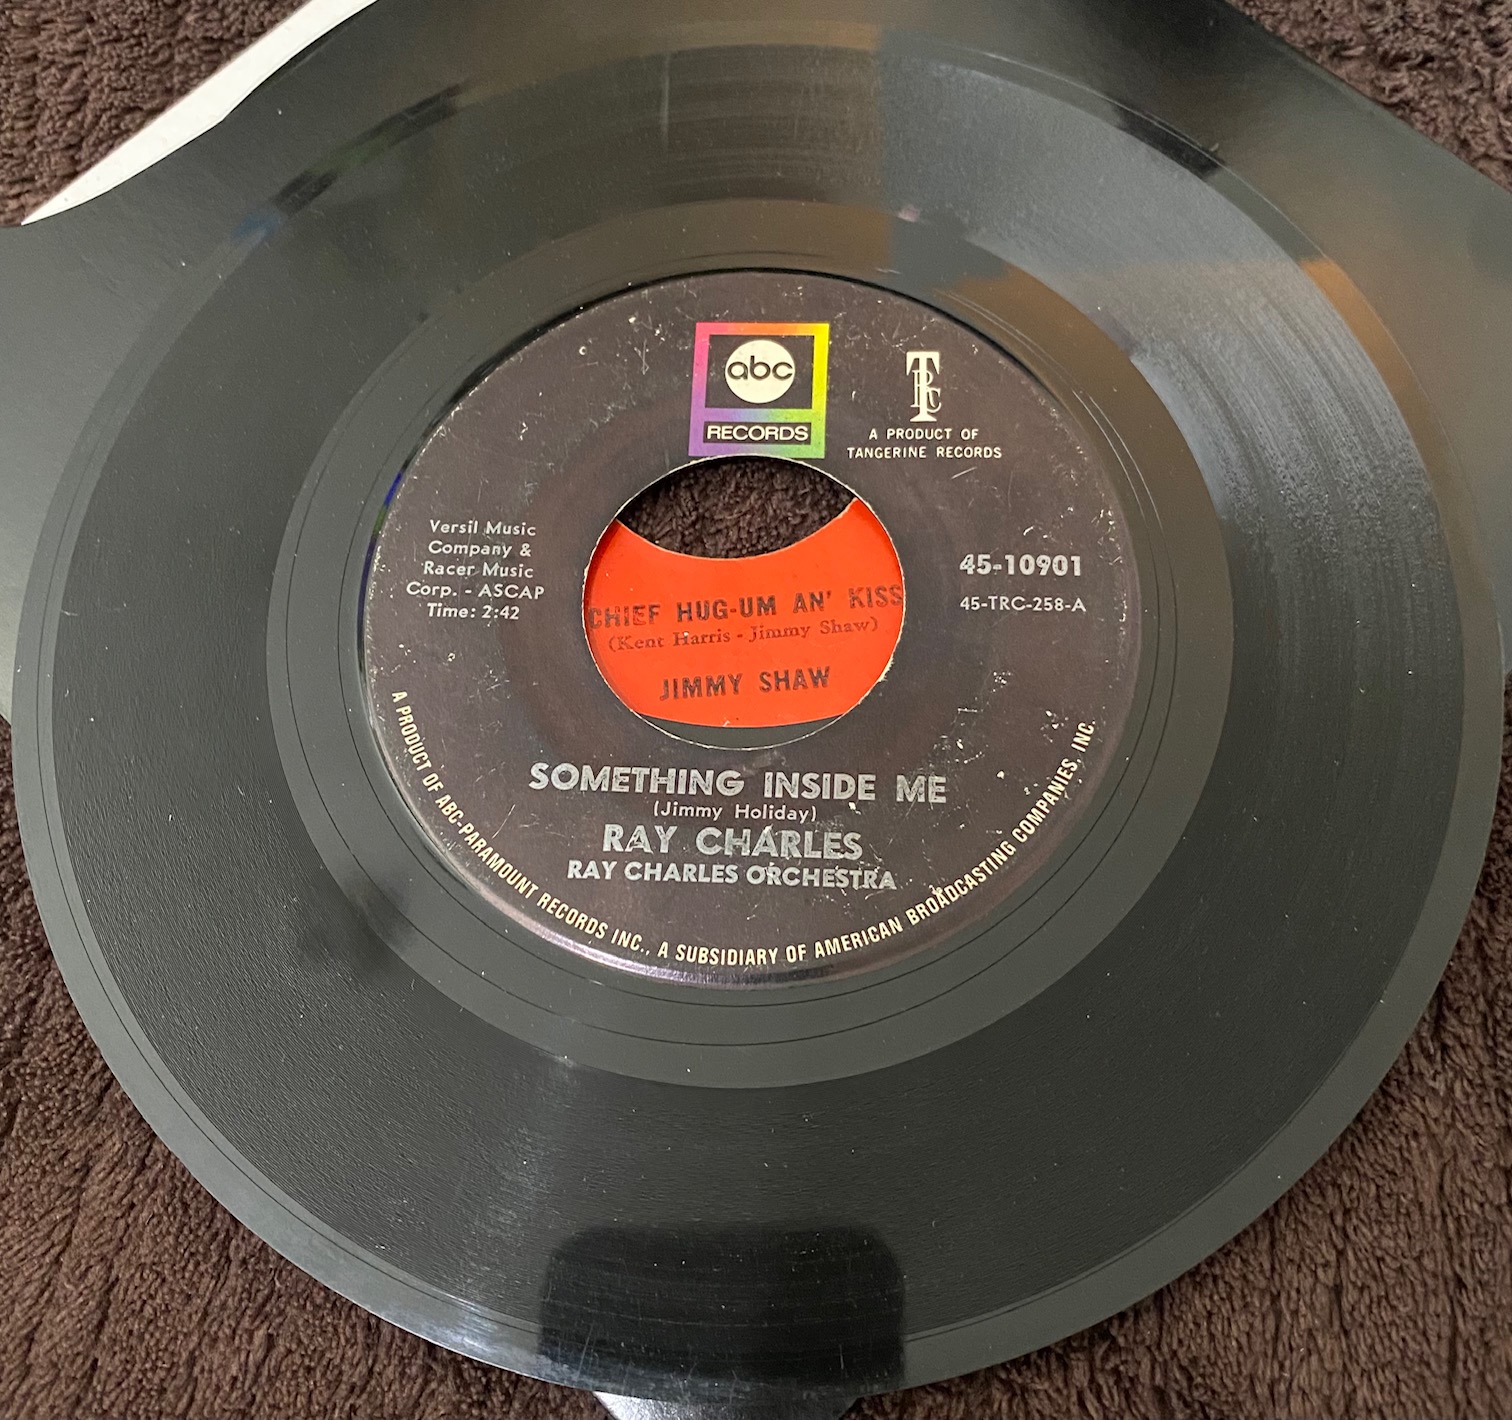 abc
RECORDS
TRC
A PRODUCT OF
TANGERINE RECORDS
Versil Music
Company &
Racer Music
Corp. - ASCAP
Time: 2:42
45-10901
45-TRC-258-A
CHIEF HUG-UM AN' KISS
(Kent Harris - Jimmy Shaw)
JIMMY SHAW
SOMETHING INSIDE ME
(Jimmy Holiday)
RAY CHARLES
RAY CHARLES ORCHESTRA
A PRODUCT OF ABC-PARAMOUNT RECORDS INC., A SUBSIDIARY OF AMERICAN BROADCASTING COMPANIES, INC.